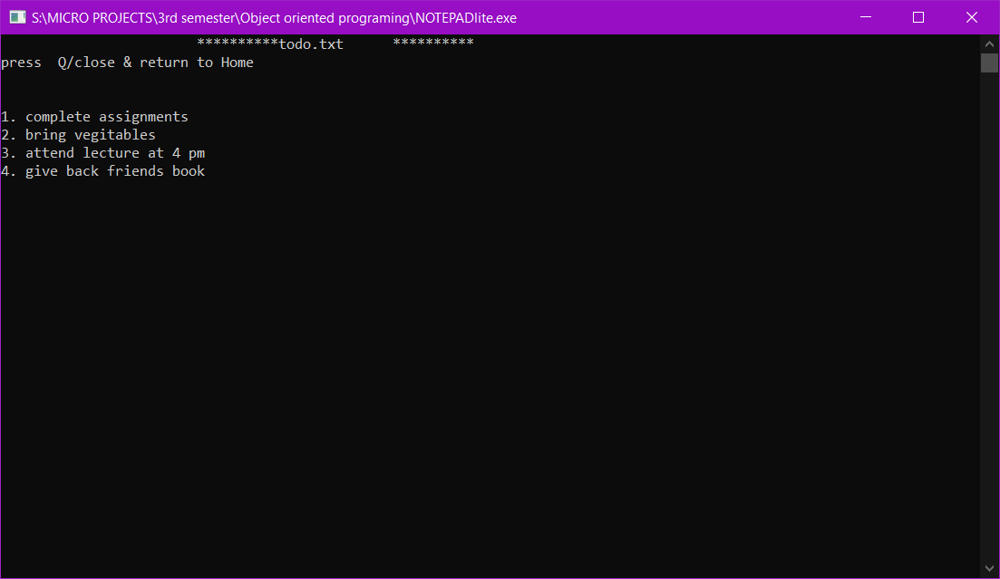 S:\MICRO PROJECTS\3rd semester\Object oriented programing\NOTEPADlite.exe
**********todo.txt      **********
press  Q/close & return to Home
1. complete assignments
2. bring vegitables
3. attend lecture at 4 pm
4. give back friends book